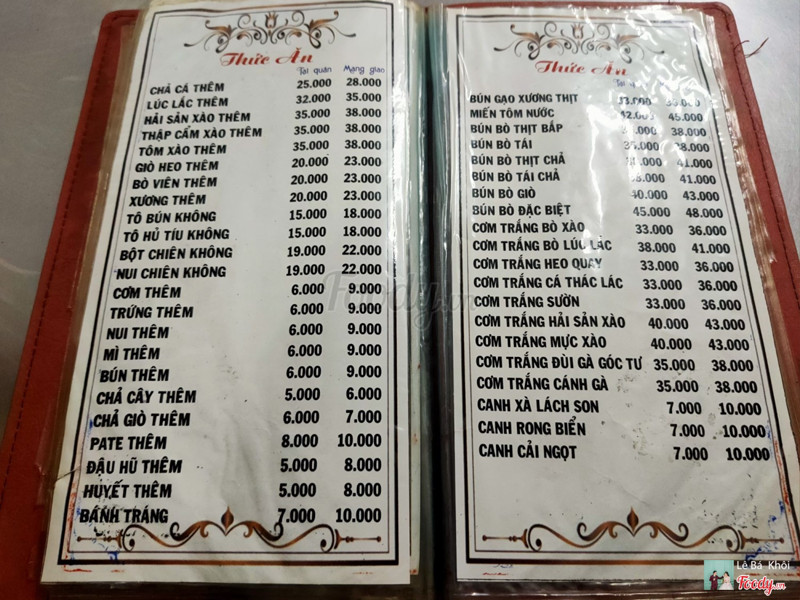 Thức Ăn
Tại quán Mang giao
CHẢ CÁ THÊM 25.000 28.000
LÚC LẮC THÊM 32.000 35.000
HẢI SẢN XÀO THÊM 35.000 38.000
THẬP CẨM XÀO THÊM 35.000 38.000
TÔM XÀO THÊM 35.000 38.000
GIÒ HEO THÊM 20.000 23.000
BÒ VIÊN THÊM 20.000 23.000
XƯƠNG THÊM 20.000 23.000
TÔ BÚN KHÔNG 15.000 18.000
TÔ HỦ TÍU KHÔNG 15.000 18.000
BỘT CHIÊN KHÔNG 19.000 22.000
NUI CHIÊN KHÔNG 19.000 22.000
CƠM THÊM 6.000 9.000
TRỨNG THÊM 6.000 9.000
NUI THÊM 6.000 9.000
MÌ THÊM 6.000 9.000
BÚN THÊM 6.000 9.000
CHẢ CÂY THÊM 5.000 6.000
CHẢ GIÒ THÊM 6.000 7.000
PATE THÊM 8.000 10.000
ĐẬU HŨ THÊM 5.000 8.000
HUYẾT THÊM 5.000 8.000
BÁNH TRÁNG 7.000 10.000
Thức Ăn
Tại
BÚN GẠO XƯƠNG THỊT
MIẾN TÔM NƯỚC 42.000 45.000
BÚN BÒ THỊT BẮP 38.000
BÚN BÒ TÁI 35.000 38.000
BÚN BÒ THỊT CHẢ 41.000
BÚN BÒ TÁI CHẢ 38.000 41.000
BÚN BÒ GIÒ 40.000 43.000
BÚN BÒ ĐẶC BIỆT 45.000 48.000
CƠM TRẮNG BÒ XÀO 33.000 36.000
CƠM TRẮNG BÒ LÚC LẮC 38.000 41.000
CƠM TRẮNG HEO QUAY 33.000 36.000
CƠM TRẮNG CÁ THÁC LÁC 33.000 36.000
CƠM TRẮNG SƯỜN 33.000 36.000
CƠM TRẮNG HẢI SẢN XÀO 40.000 43.000
CƠM TRẮNG MỰC XÀO 40.000 43.000
CƠM TRẮNG ĐÙI GÀ GÓC TƯ 35.000 38.000
CƠM TRẮNG CÁNH GÀ 35.000 38.000
CANH XÀ LÁCH SON 7.000 10.000
CANH RONG BIỂN 7.000 10.000
CANH CẢI NGỌT 7.000 10.000
Foody.vn
Lê Bá Khôi
Foody.vn